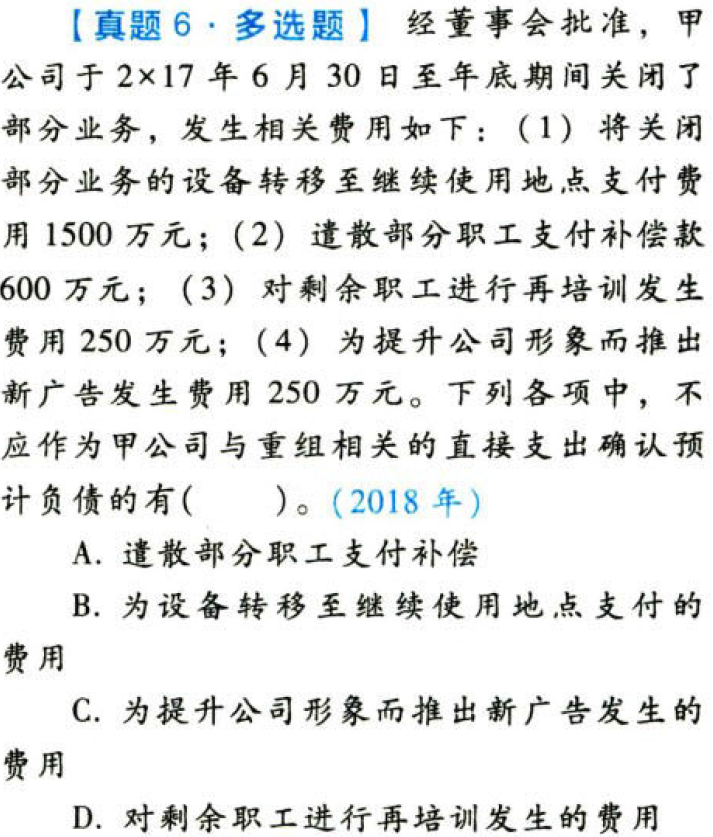 【真题 6·多选题】 经董事会批准，甲
公司于 2×17 年 6 月 30 日至年底期间关闭了
部分业务，发生相关费用如下：（1）将关闭
部分业务的设备转移至继续使用地点支付费
用 1500 万元；（2）遣散部分职工支付补偿款
600 万元；（3）对剩余职工进行再培训发生
费用 250 万元；（4）为提升公司形象而推出
新广告发生费用 250 万元。下列各项中，不
应作为甲公司与重组相关的直接支出确认预
计负债的有(　　)。（2018 年）
A. 遣散部分职工支付补偿
B. 为设备转移至继续使用地点支付的
费用
C. 为提升公司形象而推出新广告发生的
费用
D. 对剩余职工进行再培训发生的费用